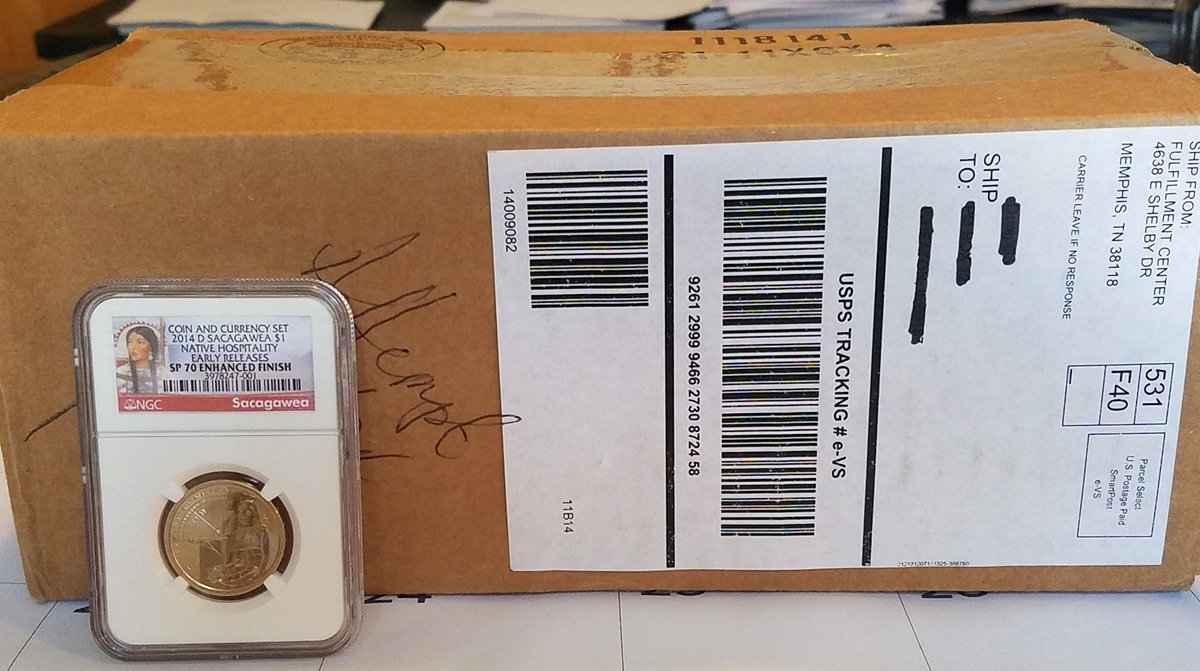 1118141
COIN AND CURRENCY SET
2014 D SACAGAWEA $1
NATIVE HOSPITALITY
EARLY RELEASES
SP 70 ENHANCED FINISH
3978247-001
NGC Sacagawea
SHIP FROM:
FULFILLMENT CENTER
4638 E SHELBY DR
MEMPHIS, TN 38118
CARRIER LEAVE IF NO RESPONSE
SHIP
TO:
531
F40
Parcel Select
U.S. Postage Paid
SmartPost
e-VS
USPS TRACKING # e-VS
9261 2999 9466 2730 8724 58
14009082
11B14